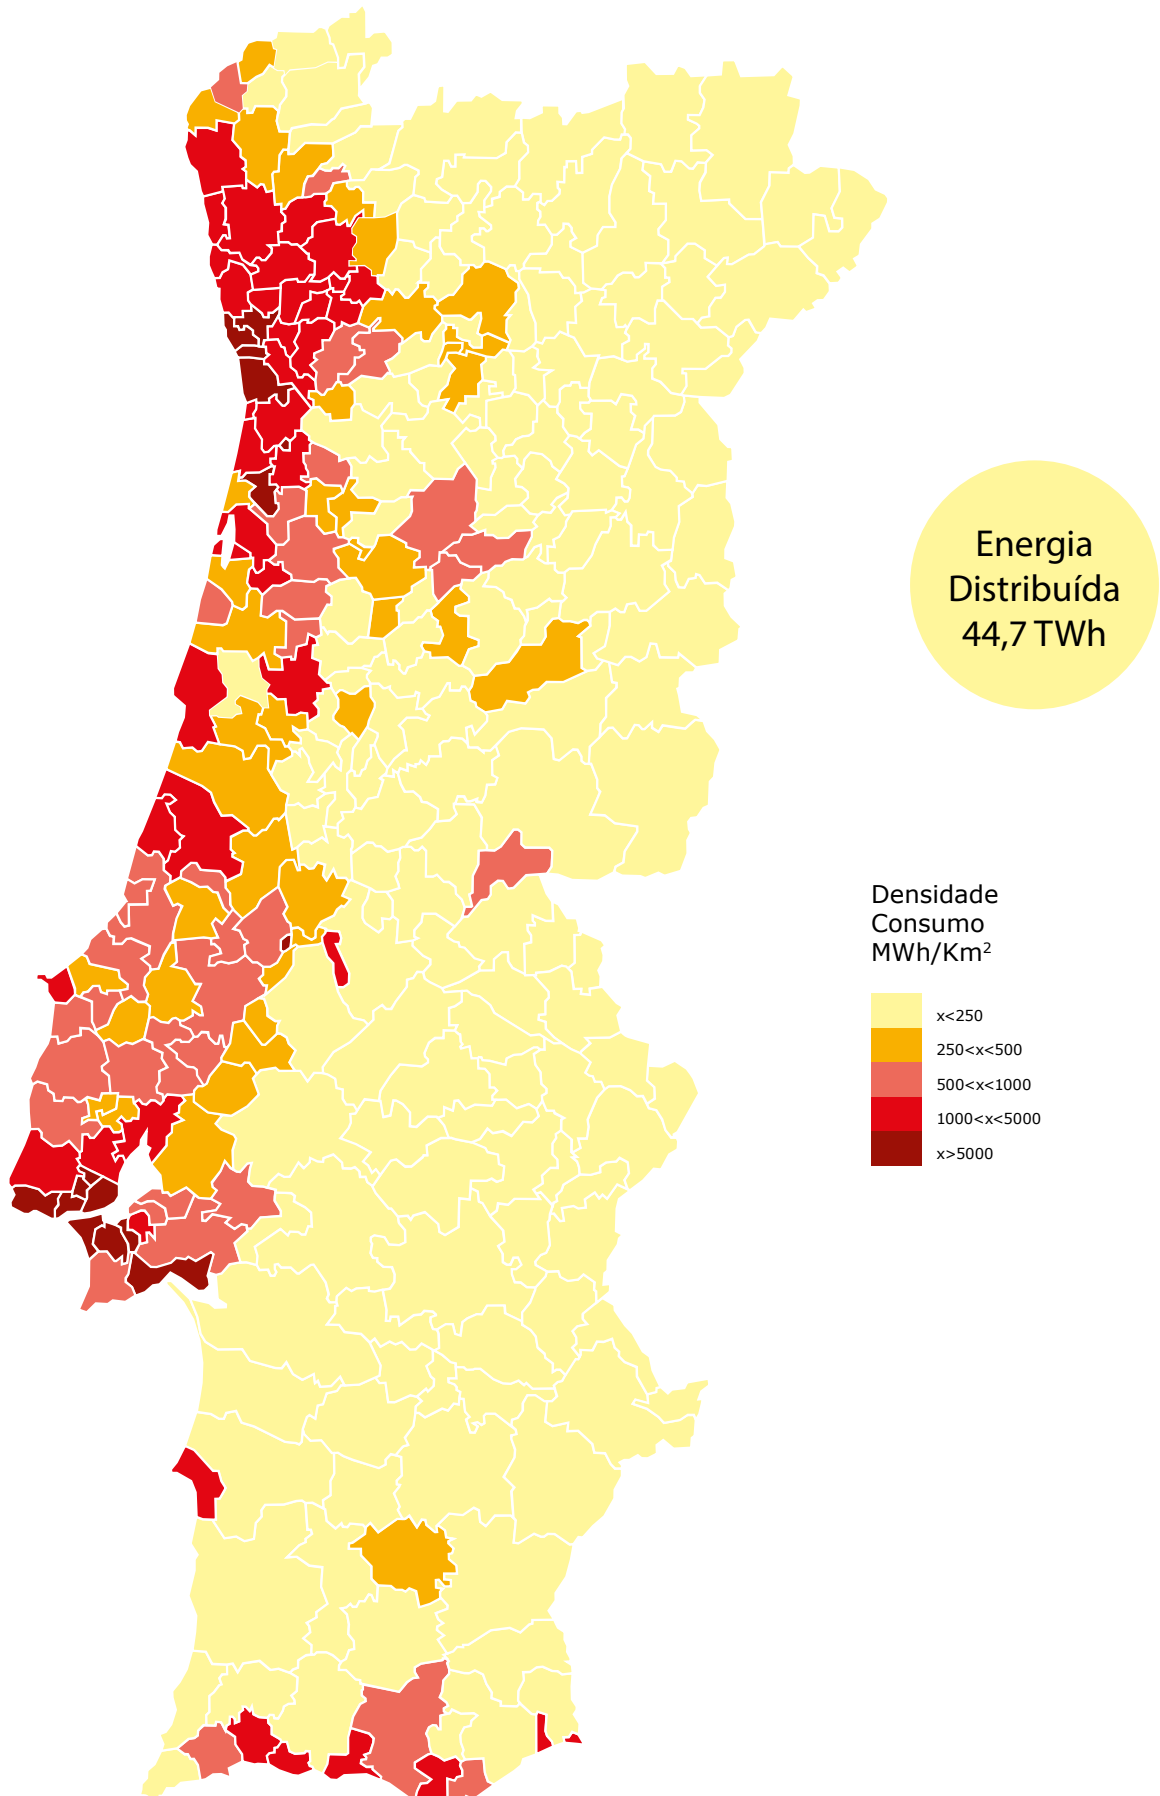 Energia
Distribuída
44,7 TWh
Densidade
Consumo
MWh/Km²
x<250
250<x<500
500<x<1000
1000<x<5000
x>5000